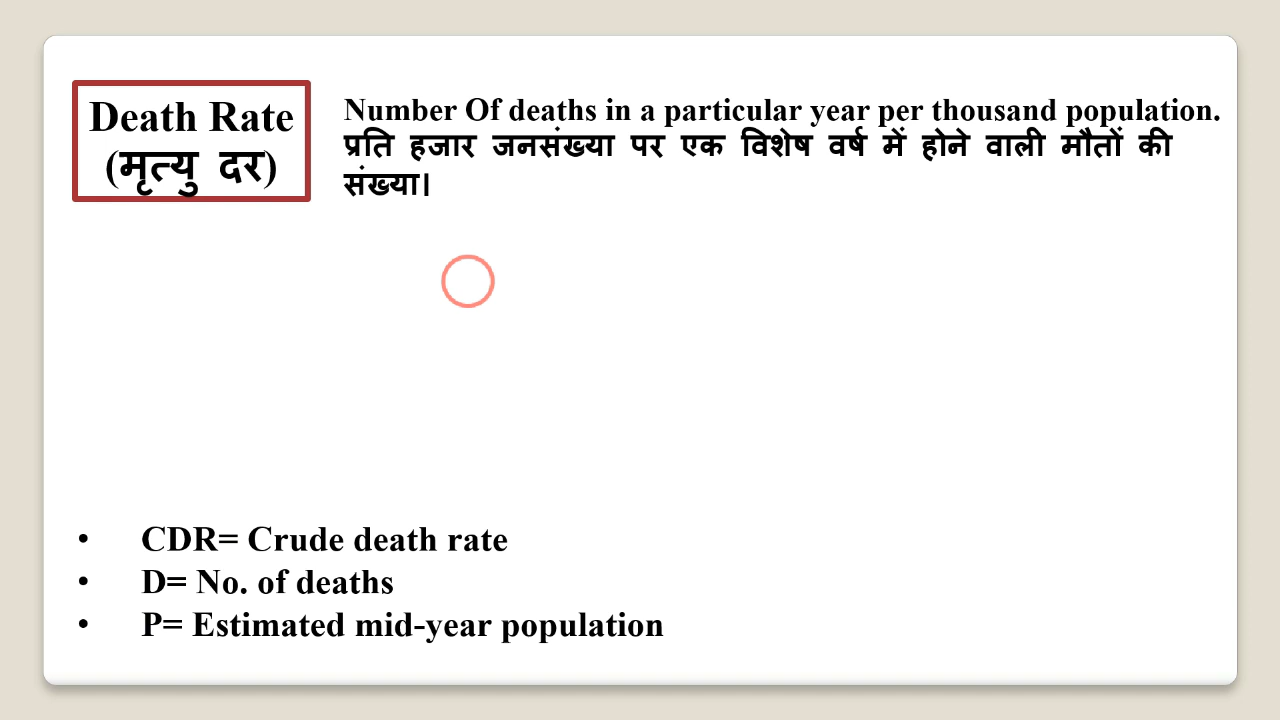 Death Rate
(मृत्यु दर)
Number Of deaths in a particular year per thousand population.
प्रति हजार जनसंख्या पर एक विशेष वर्ष में होने वाली मौतों की
संख्या।
• CDR= Crude death rate
• D= No. of deaths
• P= Estimated mid-year population